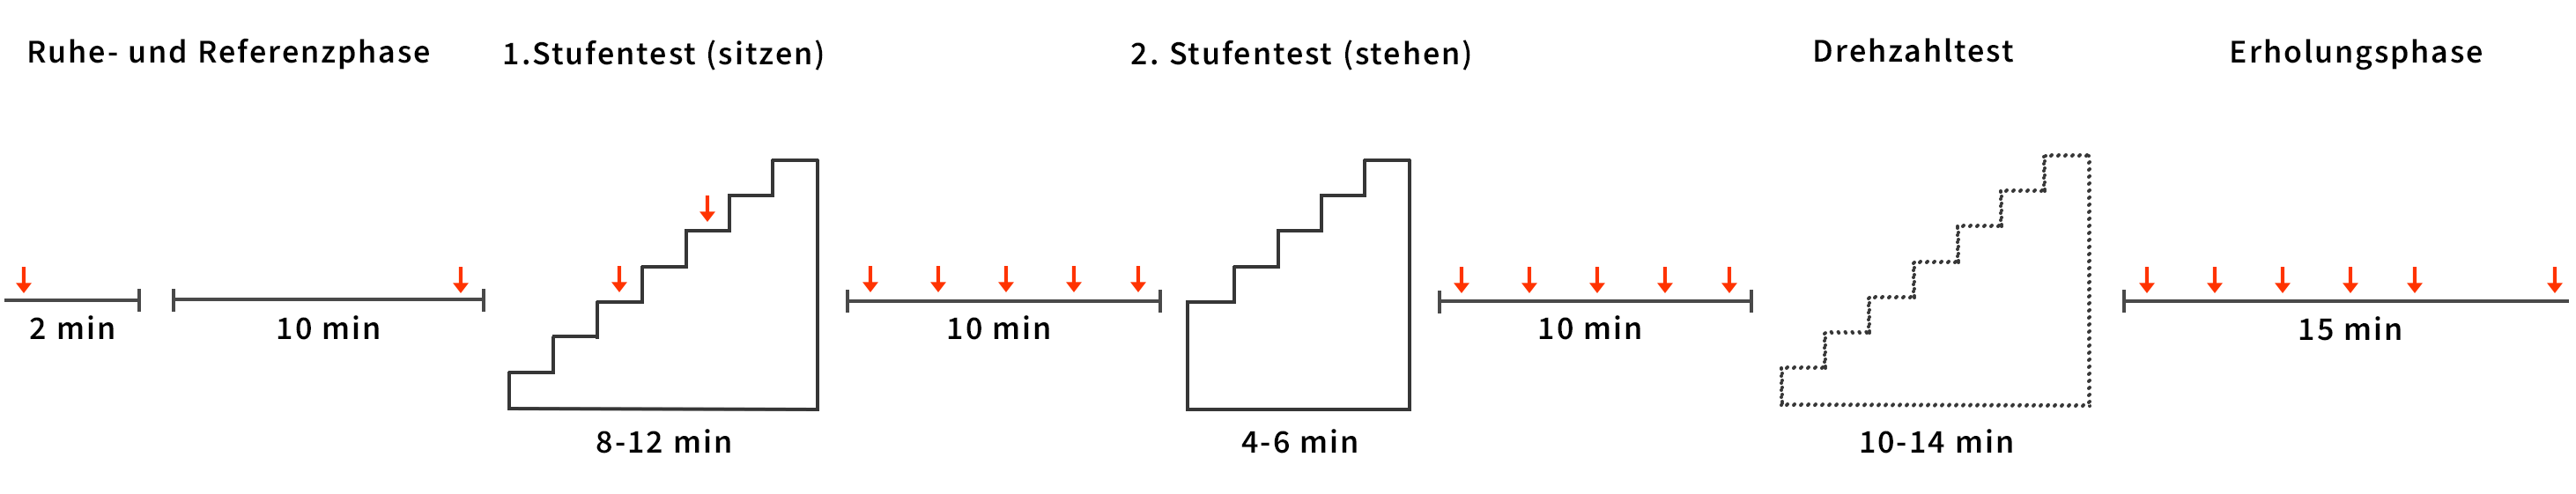 Ruhe- und Referenzphase
1.Stufentest (sitzen)
2. Stufentest (stehen)
Drehzahltest
Erholungsphase
2 min
10 min
8-12 min
10 min
4-6 min
10 min
10-14 min
15 min